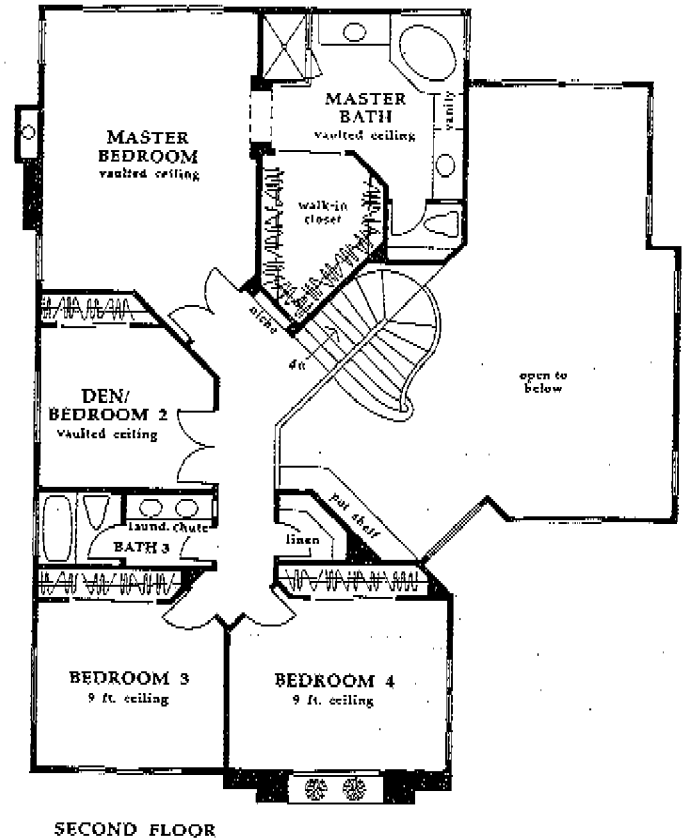 MASTER
BEDROOM
vaulted ceiling
MASTER
BATH
vaulted ceiling
vanity
walk-in
closet
niche
dn
open to
below
DEN/
BEDROOM 2
vaulted ceiling
pot shelf
laund. chute
BATH 3
linen
BEDROOM 3
9 ft. ceiling
BEDROOM 4
9 ft. ceiling
SECOND FLOOR